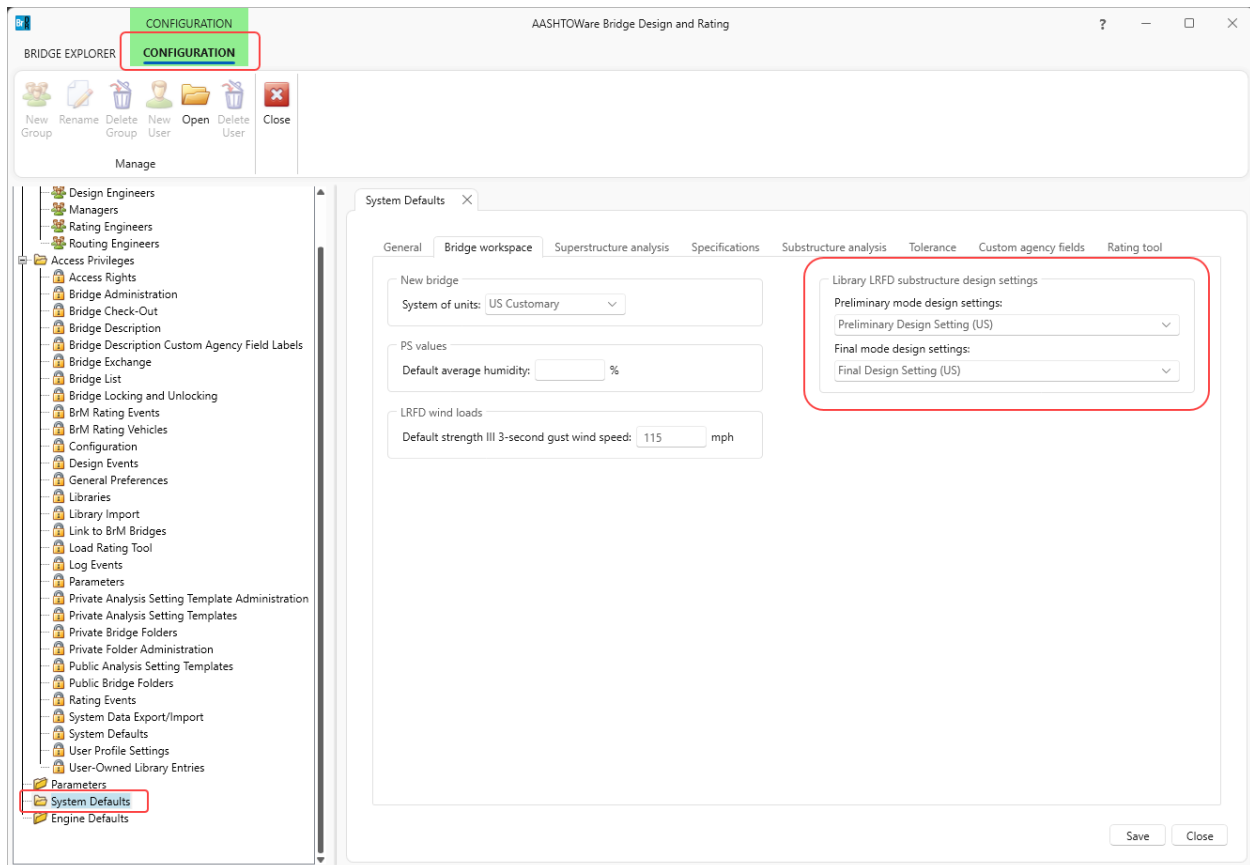 Br
CONFIGURATION
AASHTOWare Bridge Design and Rating
?
BRIDGE EXPLORER
CONFIGURATION
New Group
Rename
Delete Group
New User
Open
Delete User
Close
Manage
Design Engineers
Managers
Rating Engineers
Routing Engineers
Access Privileges
Access Rights
Bridge Administration
Bridge Check-Out
Bridge Description
Bridge Description Custom Agency Field Labels
Bridge Exchange
Bridge List
Bridge Locking and Unlocking
BrM Rating Events
BrM Rating Vehicles
Configuration
Design Events
General Preferences
Libraries
Library Import
Link to BrM Bridges
Load Rating Tool
Log Events
Parameters
Private Analysis Setting Template Administration
Private Analysis Setting Templates
Private Bridge Folders
Private Folder Administration
Public Analysis Setting Templates
Public Bridge Folders
Rating Events
System Data Export/Import
System Defaults
User Profile Settings
User-Owned Library Entries
Parameters
System Defaults
Engine Defaults
System Defaults
General Bridge workspace Superstructure analysis Specifications Substructure analysis Tolerance Custom agency fields Rating tool
New bridge
System of units: US Customary
PS values
Default average humidity: %
LRFD wind loads
Default strength III 3-second gust wind speed: 115 mph
Library LRFD substructure design settings
Preliminary mode design settings:
Preliminary Design Setting (US)
Final mode design settings:
Final Design Setting (US)
Save Close